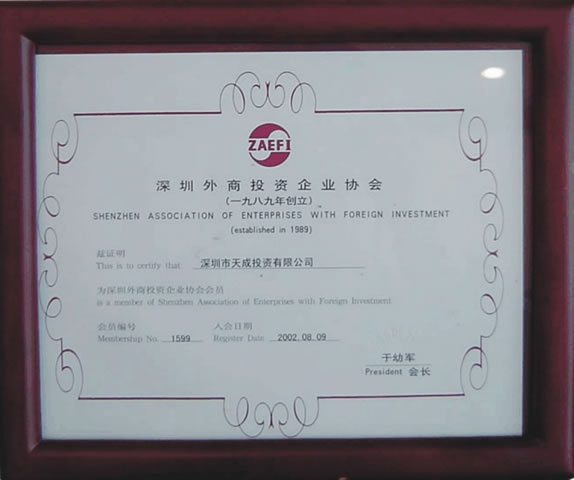 ZAEFI
深圳外商投资企业协会
(一九八九年创立)
SHENZHEN ASSOCIATION OF ENTERPRISES WITH FOREIGN INVESTMENT
(established in 1989)
兹证明
This is to certify that 深圳市天成投资有限公司
为深圳外商投资企业协会会员
is a member of Shenzhen Association of Enterprises with Foreign Investment
会员编号 入会日期
Membership No. 1599 Register Date 2002.08.09
于幼军
President 会长